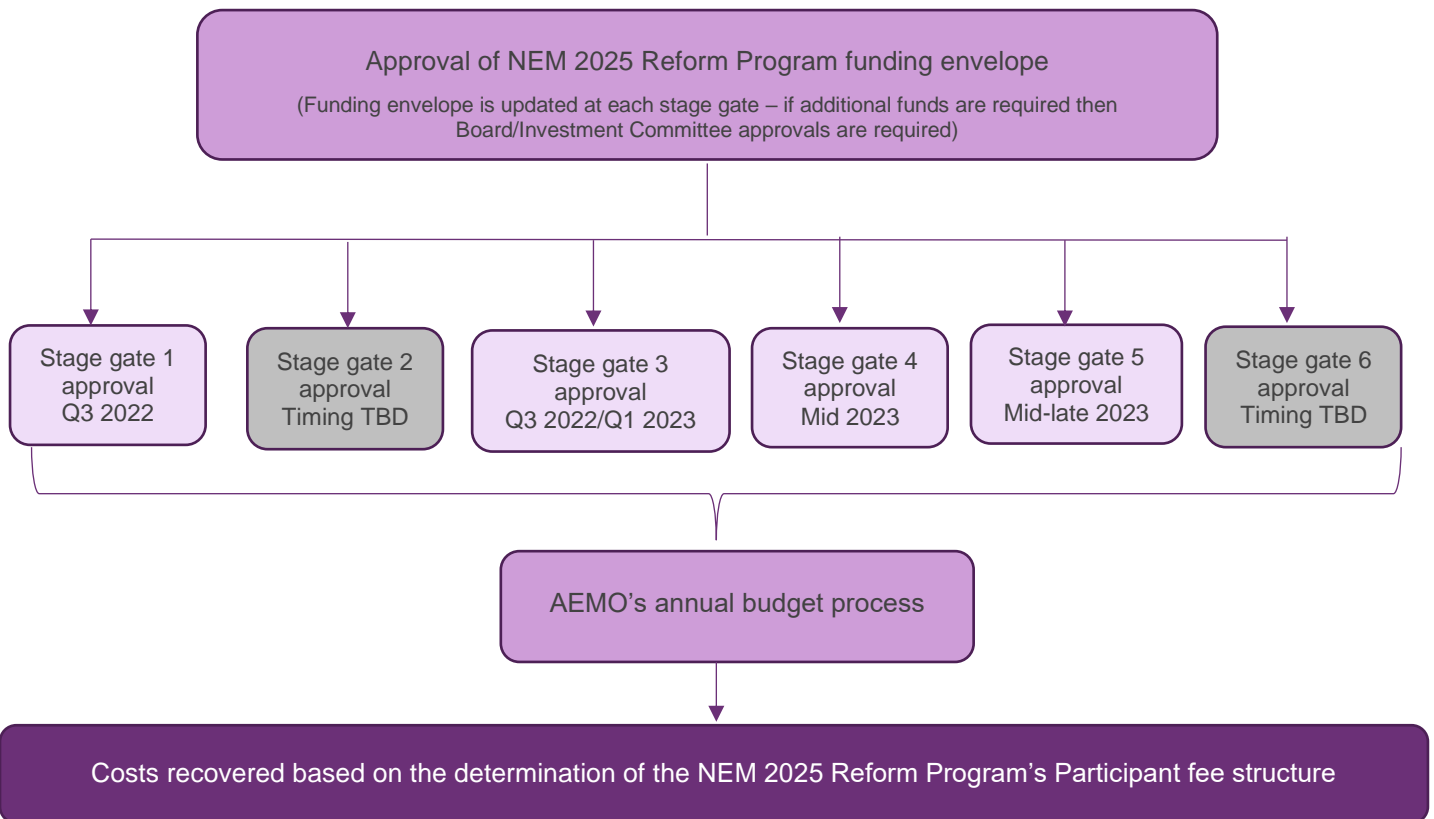 Approval of NEM 2025 Reform Program funding envelope
(Funding envelope is updated at each stage gate – if additional funds are required then
Board/Investment Committee approvals are required)
Stage gate 1
approval
Q3 2022
Stage gate 2
approval
Timing TBD
Stage gate 3
approval
Q3 2022/Q1 2023
Stage gate 4
approval
Mid 2023
Stage gate 5
approval
Mid-late 2023
Stage gate 6
approval
Timing TBD
AEMO’s annual budget process
Costs recovered based on the determination of the NEM 2025 Reform Program’s Participant fee structure